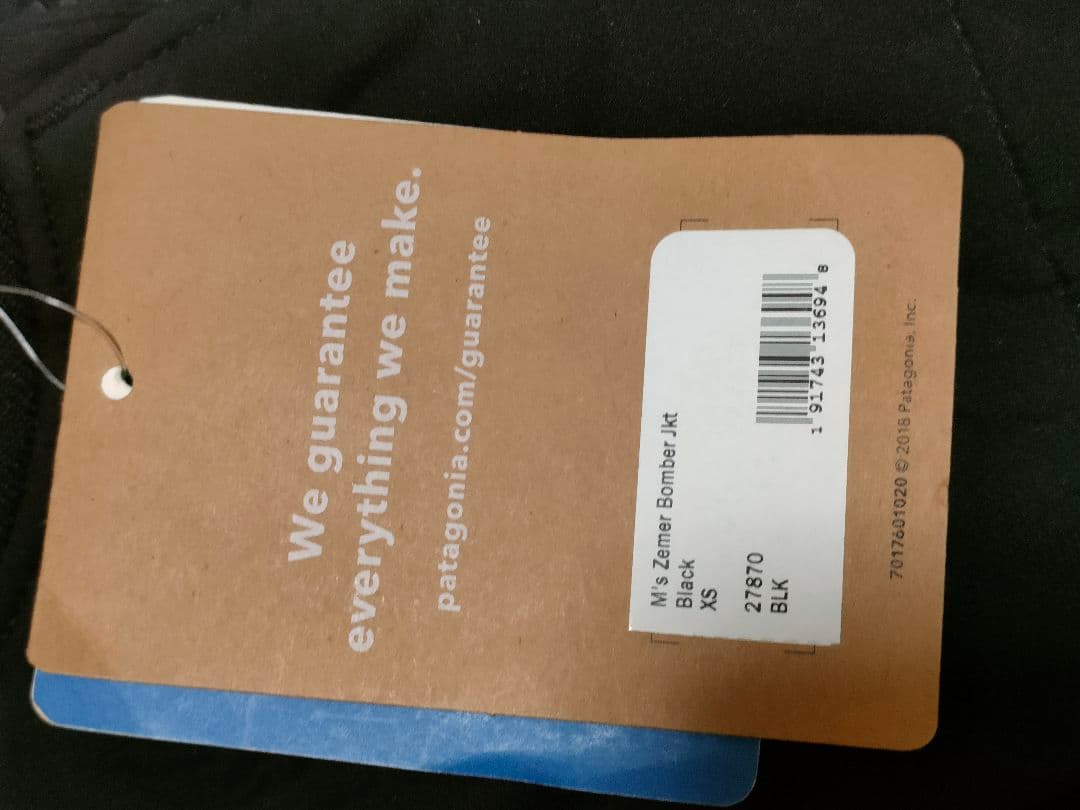 We guarantee
everything we make.
patagonia.com/guarantee
M's Zemer Bomber Jkt
Black
XS
27870
BLK
1 91743 13694 8
7017601020 © 2018 Patagonia, Inc.